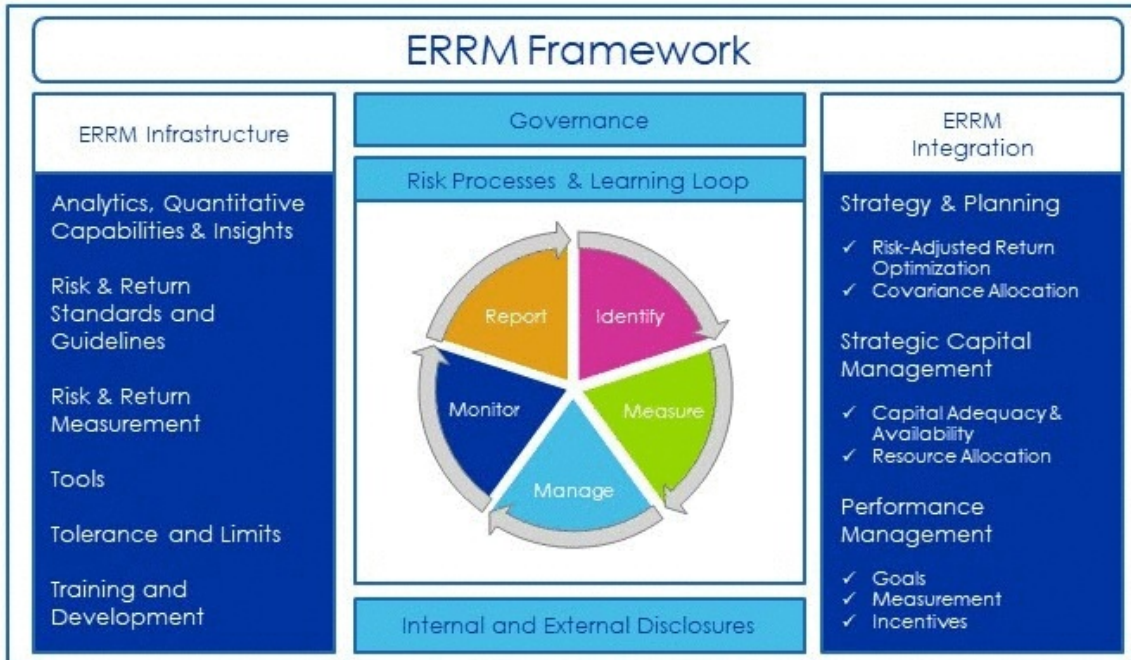 ERRM Framework
ERRM Infrastructure
Analytics, Quantitative
Capabilities & Insights
Risk & Return
Standards and
Guidelines
Risk & Return
Measurement
Tools
Tolerance and Limits
Training and
Development
Governance
Risk Processes & Learning Loop
Report
Identify
Monitor
Measure
Manage
Internal and External Disclosures
ERRM
Integration
Strategy & Planning
✓ Risk-Adjusted Return
Optimization
✓ Covariance Allocation
Strategic Capital
Management
✓ Capital Adequacy &
Availability
✓ Resource Allocation
Performance
Management
✓ Goals
✓ Measurement
✓ Incentives